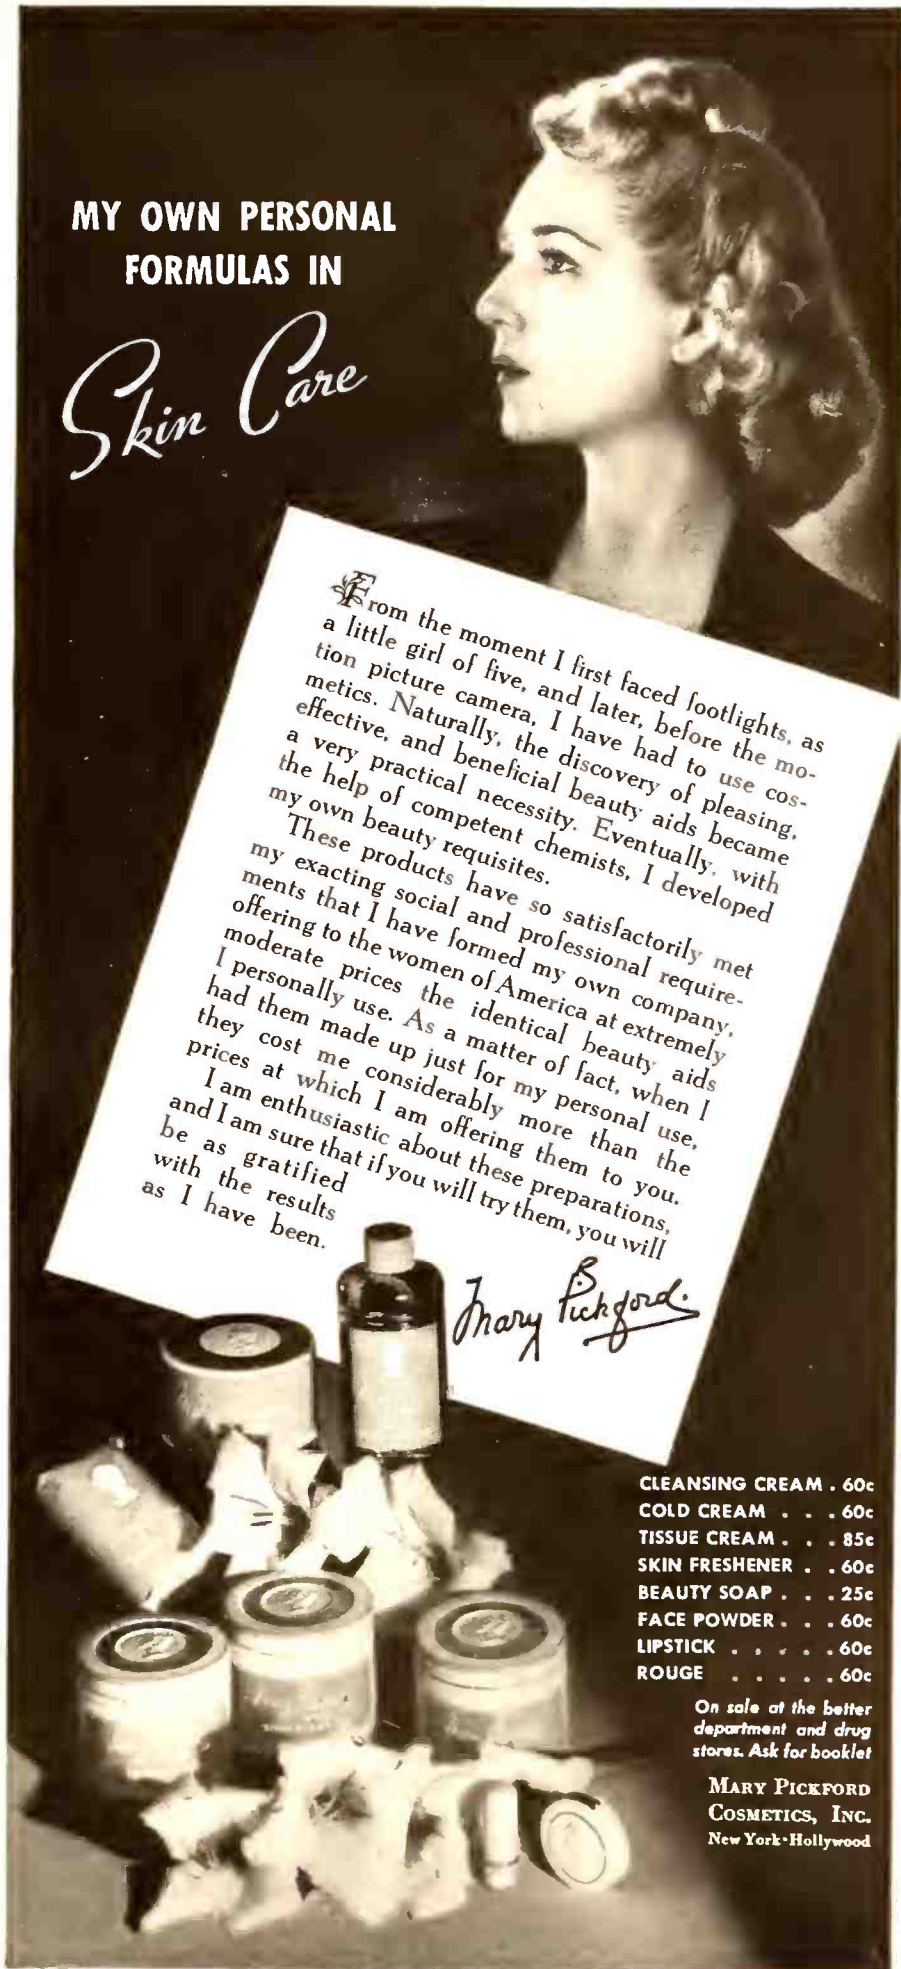 MY OWN PERSONAL
FORMULAS IN
Skin Care
From the moment I first faced footlights, as
a little girl of five, and later, before the mo-
tion picture camera, I have had to use cos-
metics. Naturally, the discovery of pleasing,
effective, and beneficial beauty aids became
a very practical necessity. Eventually, with
the help of competent chemists, I developed
my own beauty requisites.
These products have so satisfactorily met
my exacting social and professional require-
ments that I have formed my own company,
offering to the women of America at extremely
moderate prices the identical beauty aids
I personally use. As a matter of fact, when I
had them made up just for my personal use,
they cost me considerably more than the
prices at which I am offering them to you.
I am enthusiastic about these preparations,
and I am sure that if you will try them, you will
be as gratified
with the results
as I have been.
Mary B. Pickford.
CLEANSING CREAM . 60c
COLD CREAM . . . 60c
TISSUE CREAM . . . 85c
SKIN FRESHENER . . 60c
BEAUTY SOAP . . . 25c
FACE POWDER . . . 60c
LIPSTICK . . . . . 60c
ROUGE . . . . . 60c
On sale at the better
department and drug
stores. Ask for booklet
MARY PICKFORD
COSMETICS, INC.
New York·Hollywood